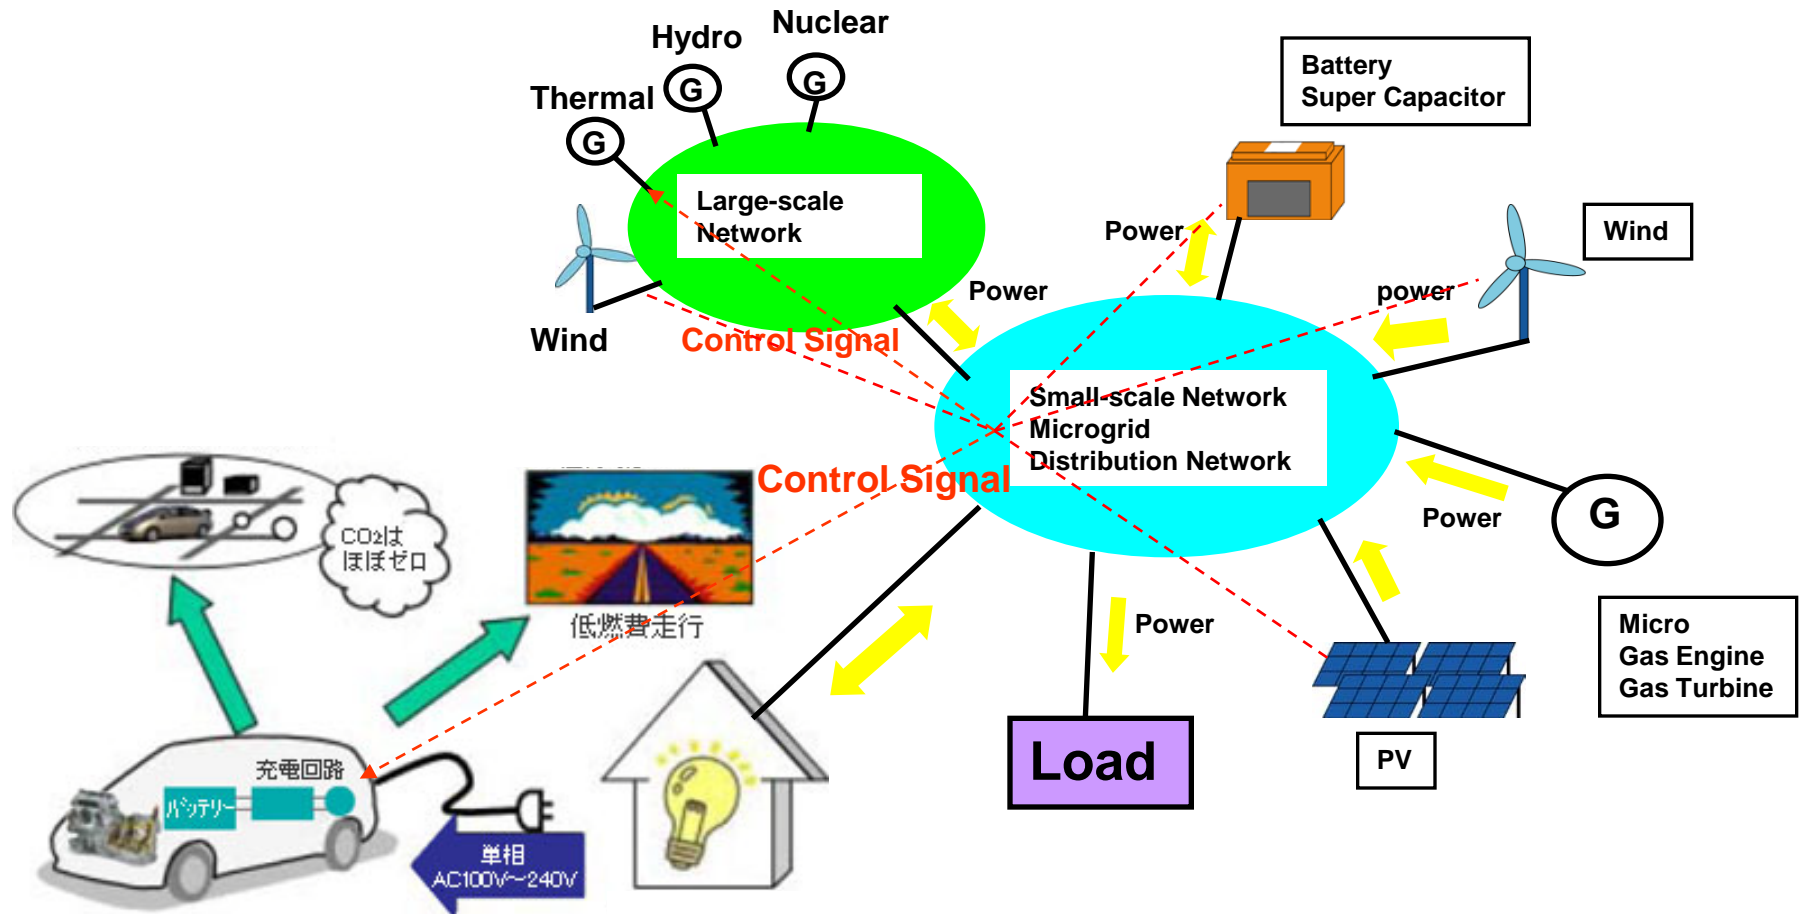 Nuclear
Hydro
G
G
Thermal
G
Battery
Super Capacitor
Large-scale
Network
Wind
Power
Wind
power
Power
Control Signal
Small-scale Network
Microgrid
Distribution Network
Control Signal
G
Power
CO2は
ほぼゼロ
低燃費走行
Power
Micro
Gas Engine
Gas Turbine
Load
PV
充電回路
バッテリー
単相
AC100V～240V